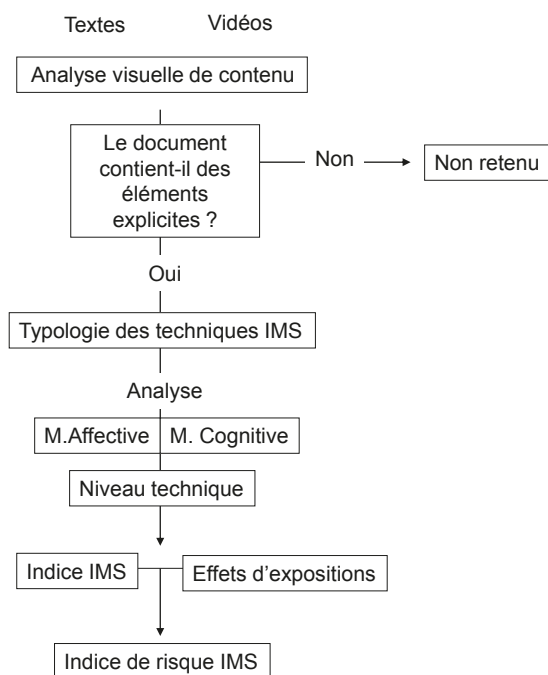 Textes Vidéos
Analyse visuelle de contenu
Le document
contient-il des
éléments
explicites ?
Non
Non retenu
Oui
Typologie des techniques IMS
Analyse
M.Affective M. Cognitive
Niveau technique
Indice IMS Effets d’expositions
Indice de risque IMS